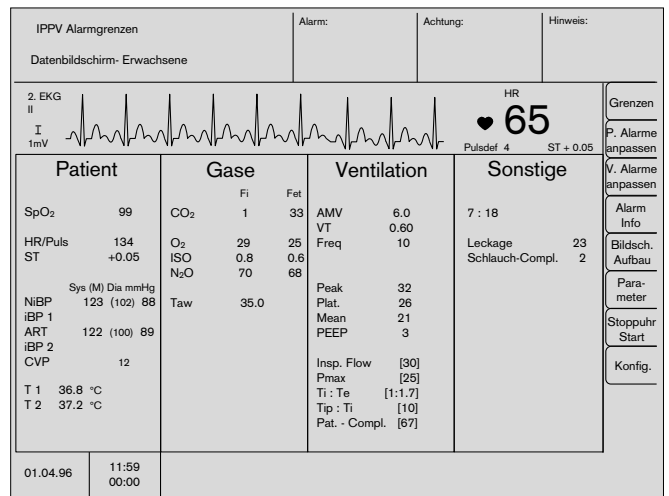 IPPV Alarmgrenzen
Datenbildschirm- Erwachsene
Alarm:
Achtung:
Hinweis:
2. EKG
II
1mV
HR
65
Pulsdef 4
ST + 0.05
Grenzen
P. Alarme
anpassen
V. Alarme
anpassen
Alarm
Info
Bildsch.
Aufbau
Para-
meter
Stoppuhr
Start
Konfig.
Patient
SpO₂ 99
HR/Puls 134
ST +0.05
Sys (M) Dia mmHg
NiBP 123 (102) 88
iBP 1
ART 122 (100) 89
iBP 2
CVP 12
T 1 36.8 °C
T 2 37.2 °C
Gase
Fi Fet
CO₂ 1 33
O₂ 29 25
ISO 0.8 0.6
N₂O 70 68
Taw 35.0
Ventilation
AMV 6.0
VT 0.60
Freq 10
Peak 32
Plat. 26
Mean 21
PEEP 3
Insp. Flow [30]
Pmax [25]
Ti : Te [1:1.7]
Tip : Ti [10]
Pat. - Compl. [67]
Sonstige
7 : 18
Leckage 23
Schlauch-Compl. 2
01.04.96
11:59
00:00